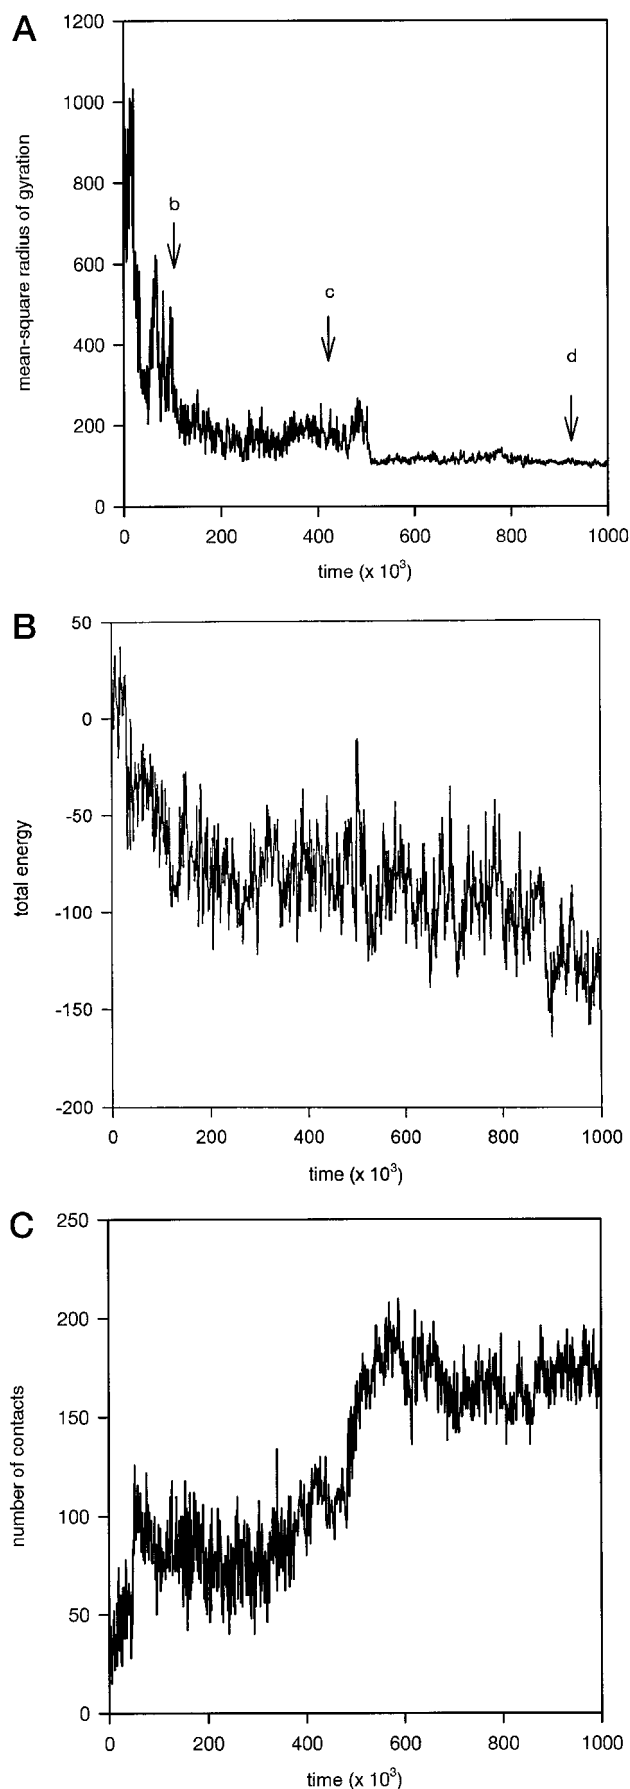 A
1200
1000
800
600
400
200
0
mean-square radius of gyration
b
c
d
0 200 400 600 800 1000
time (x 10³)
B
50
0
-50
-100
-150
-200
total energy
0 200 400 600 800 1000
time (x 10³)
C
250
200
150
100
50
0
number of contacts
0 200 400 600 800 1000
time (x 10³)